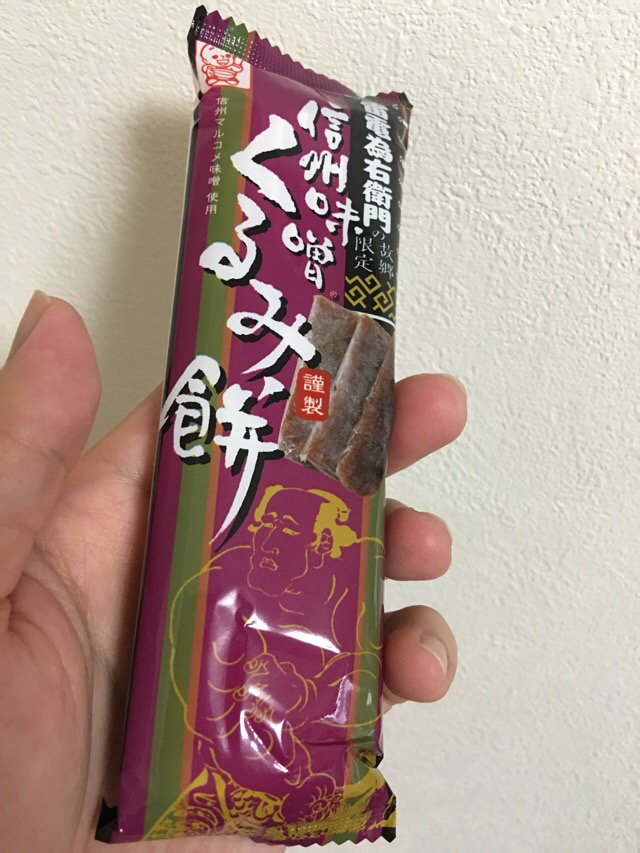 雷電為右衛門の故郷
限定
信州味噌
くるみ餅
®
謹製
信州マルコメ味噌 使用